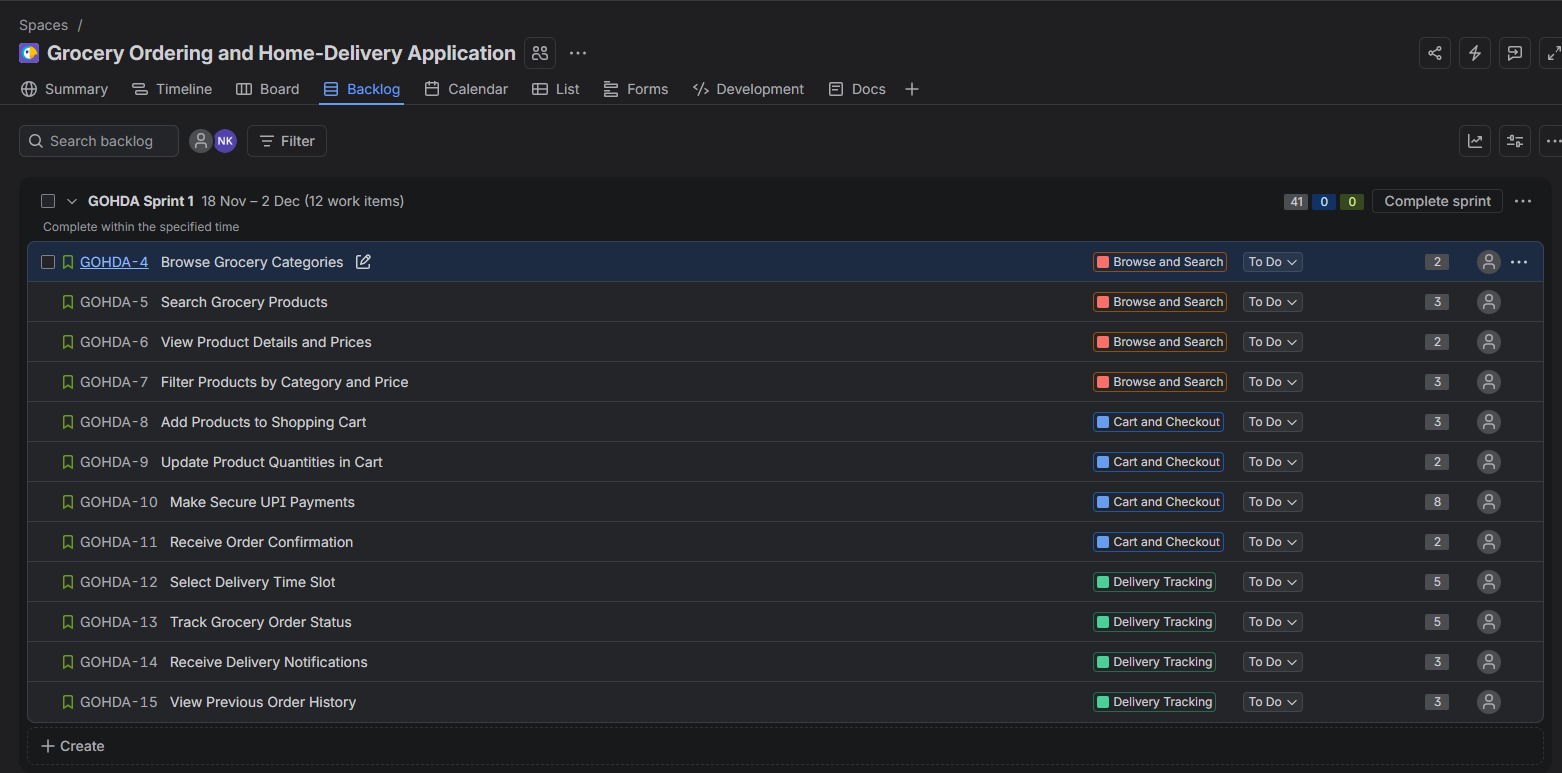 Spaces /
Grocery Ordering and Home-Delivery Application
Summary Timeline Board Backlog Calendar List Forms Development Docs
Search backlog NK Filter
GOHDA Sprint 1 18 Nov – 2 Dec (12 work items) 41 0 0 Complete sprint
Complete within the specified time
GOHDA-4 Browse Grocery Categories Browse and Search To Do 2
GOHDA-5 Search Grocery Products Browse and Search To Do 3
GOHDA-6 View Product Details and Prices Browse and Search To Do 2
GOHDA-7 Filter Products by Category and Price Browse and Search To Do 3
GOHDA-8 Add Products to Shopping Cart Cart and Checkout To Do 3
GOHDA-9 Update Product Quantities in Cart Cart and Checkout To Do 2
GOHDA-10 Make Secure UPI Payments Cart and Checkout To Do 8
GOHDA-11 Receive Order Confirmation Cart and Checkout To Do 2
GOHDA-12 Select Delivery Time Slot Delivery Tracking To Do 5
GOHDA-13 Track Grocery Order Status Delivery Tracking To Do 5
GOHDA-14 Receive Delivery Notifications Delivery Tracking To Do 3
GOHDA-15 View Previous Order History Delivery Tracking To Do 3
+ Create